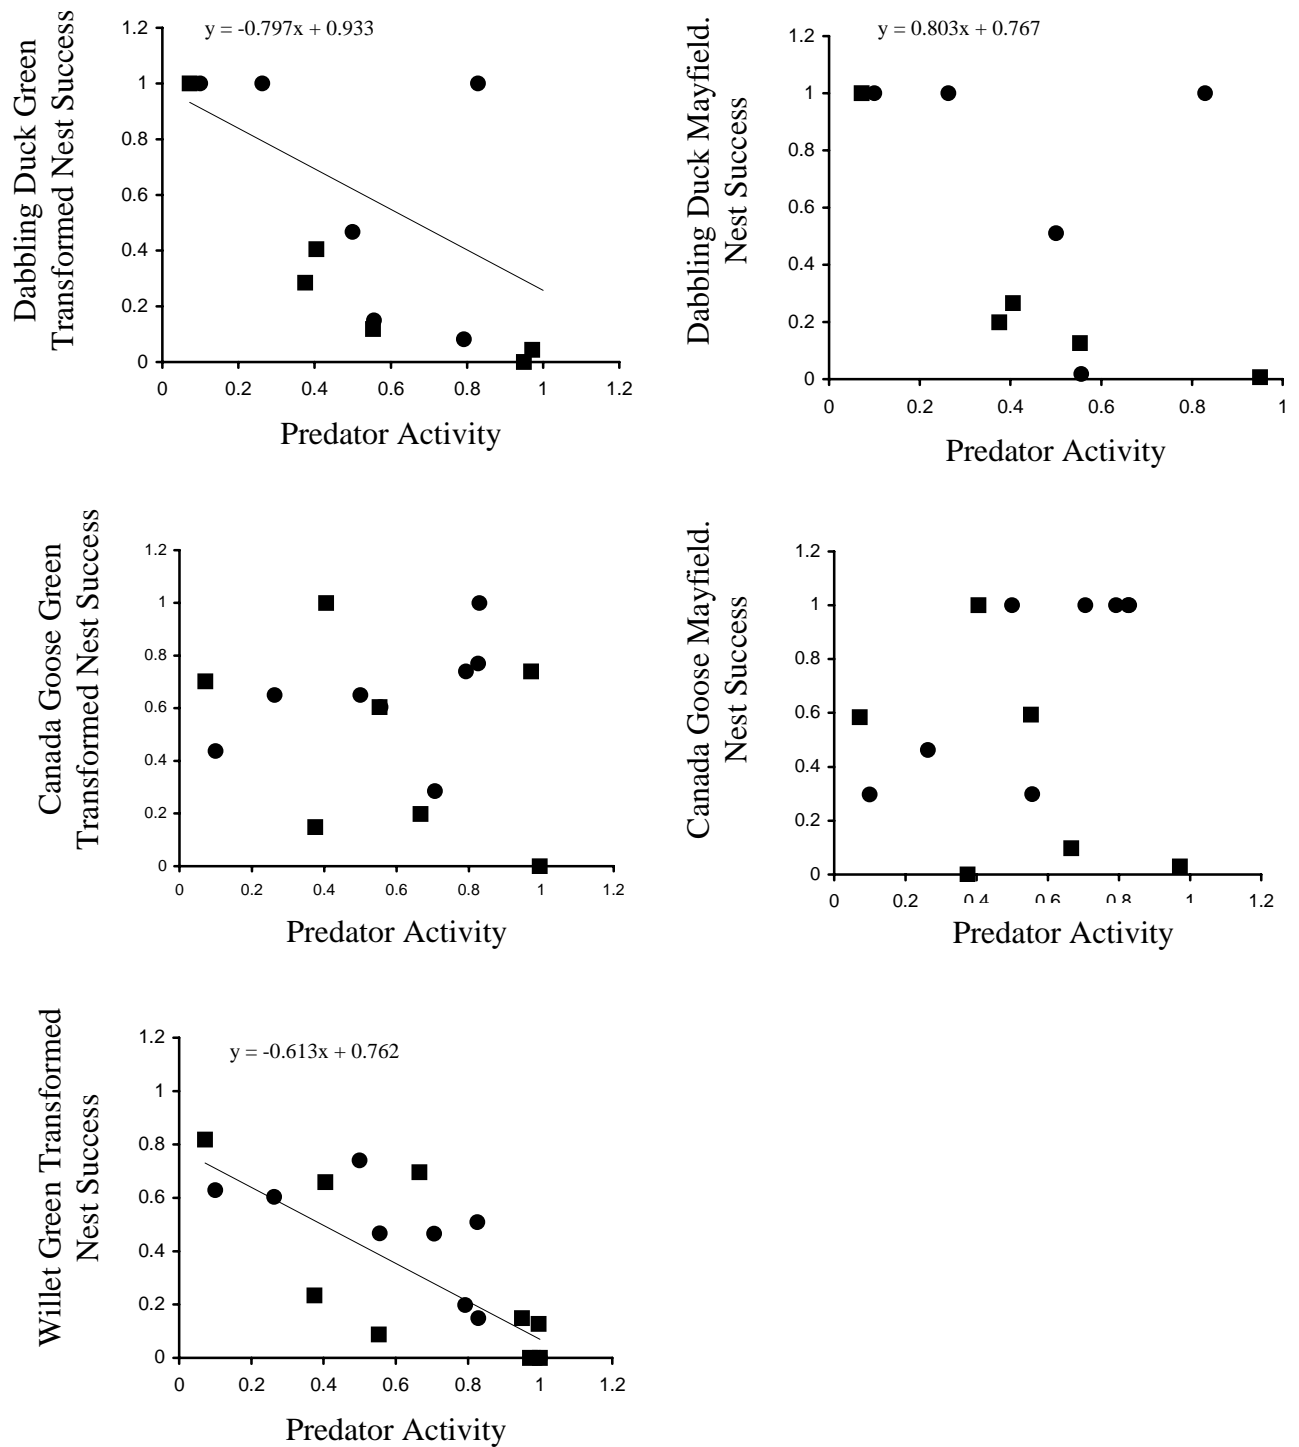 Dabbling Duck Green
Transformed Nest Success
y = -0.797x + 0.933
1.2
1
0.8
0.6
0.4
0.2
0
0 0.2 0.4 0.6 0.8 1 1.2
Predator Activity
Dabbling Duck Mayfield.
Nest Success
y = 0.803x + 0.767
1.2
1
0.8
0.6
0.4
0.2
0
0 0.2 0.4 0.6 0.8 1
Predator Activity
Canada Goose Green
Transformed Nest Success
1.2
1
0.8
0.6
0.4
0.2
0
0 0.2 0.4 0.6 0.8 1 1.2
Predator Activity
Canada Goose Mayfield.
Nest Success
1.2
1
0.8
0.6
0.4
0.2
0
0 0.2 0.4 0.6 0.8 1 1.2
Predator Activity
Willet Green Transformed
Nest Success
y = -0.613x + 0.762
1.2
1
0.8
0.6
0.4
0.2
0
0 0.2 0.4 0.6 0.8 1 1.2
Predator Activity